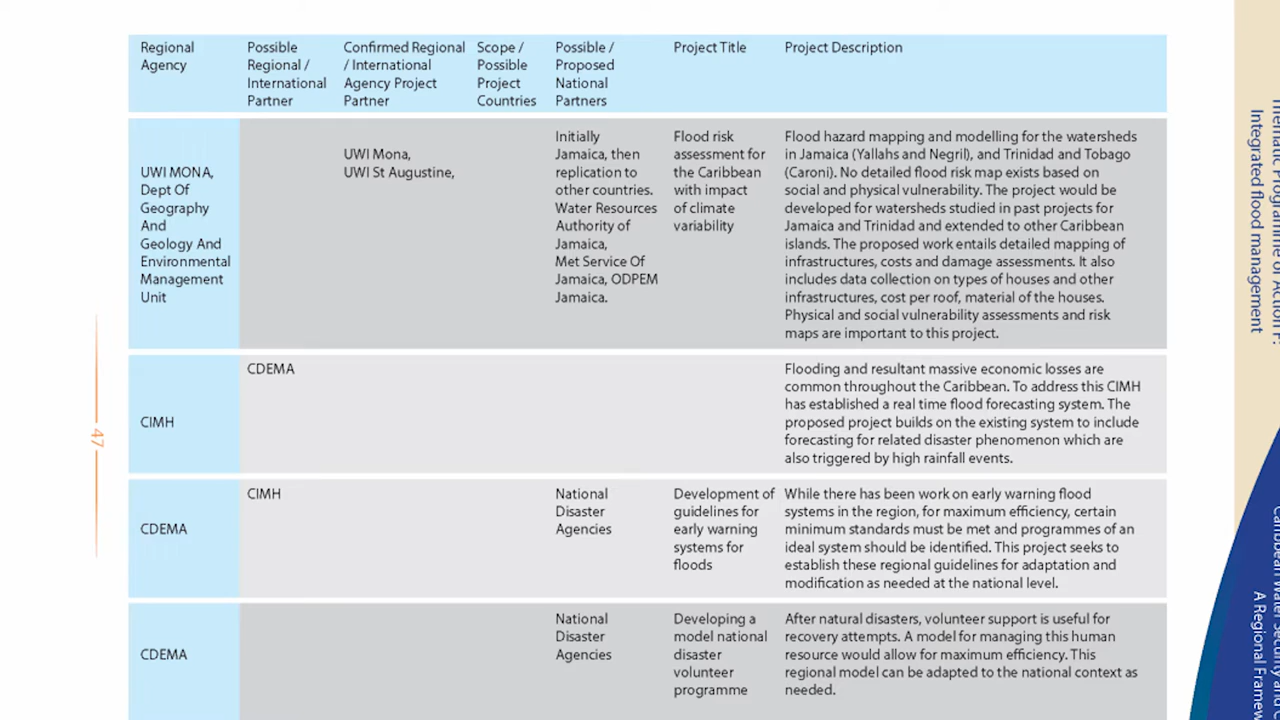 Regional
Agency
Possible
Regional /
International
Partner
Confirmed Regional
/ International
Agency Project
Partner
Scope /
Possible
Project
Countries
Possible /
Proposed
National
Partners
Project Title
Project Description
UWI MONA,
Dept Of
Geography
And
Geology And
Environmental
Management
Unit
UWI Mona,
UWI St Augustine,
Initially
Jamaica, then
replication to
other countries.
Water Resources
Authority of
Jamaica,
Met Service Of
Jamaica, ODPEM
Jamaica.
Flood risk
assessment for
the Caribbean
with impact
of climate
variability
Flood hazard mapping and modelling for the watersheds
in Jamaica (Yallahs and Negril), and Trinidad and Tobago
(Caroni). No detailed flood risk map exists based on
social and physical vulnerability. The project would be
developed for watersheds studied in past projects for
Jamaica and Trinidad and extended to other Caribbean
islands. The proposed work entails detailed mapping of
infrastructures, costs and damage assessments. It also
includes data collection on types of houses and other
infrastructures, cost per roof, material of the houses.
Physical and social vulnerability assessments and risk
maps are important to this project.
CIMH
CDEMA
Flooding and resultant massive economic losses are
common throughout the Caribbean. To address this CIMH
has established a real time flood forecasting system. The
proposed project builds on the existing system to include
forecasting for related disaster phenomenon which are
also triggered by high rainfall events.
CDEMA
CIMH
National
Disaster
Agencies
Development of
guidelines for
early warning
systems for
floods
While there has been work on early warning flood
systems in the region, for maximum efficiency, certain
minimum standards must be met and programmes of an
ideal system should be identified. This project seeks to
establish these regional guidelines for adaptation and
modification as needed at the national level.
CDEMA
National
Disaster
Agencies
Developing a
model national
disaster
volunteer
programme
After natural disasters, volunteer support is useful for
recovery attempts. A model for managing this human
resource would allow for maximum efficiency. This
regional model can be adapted to the national context as
needed.
47
Thematic Programme of Action F:
Integrated flood management
Caribbean Water Security and
A Regional